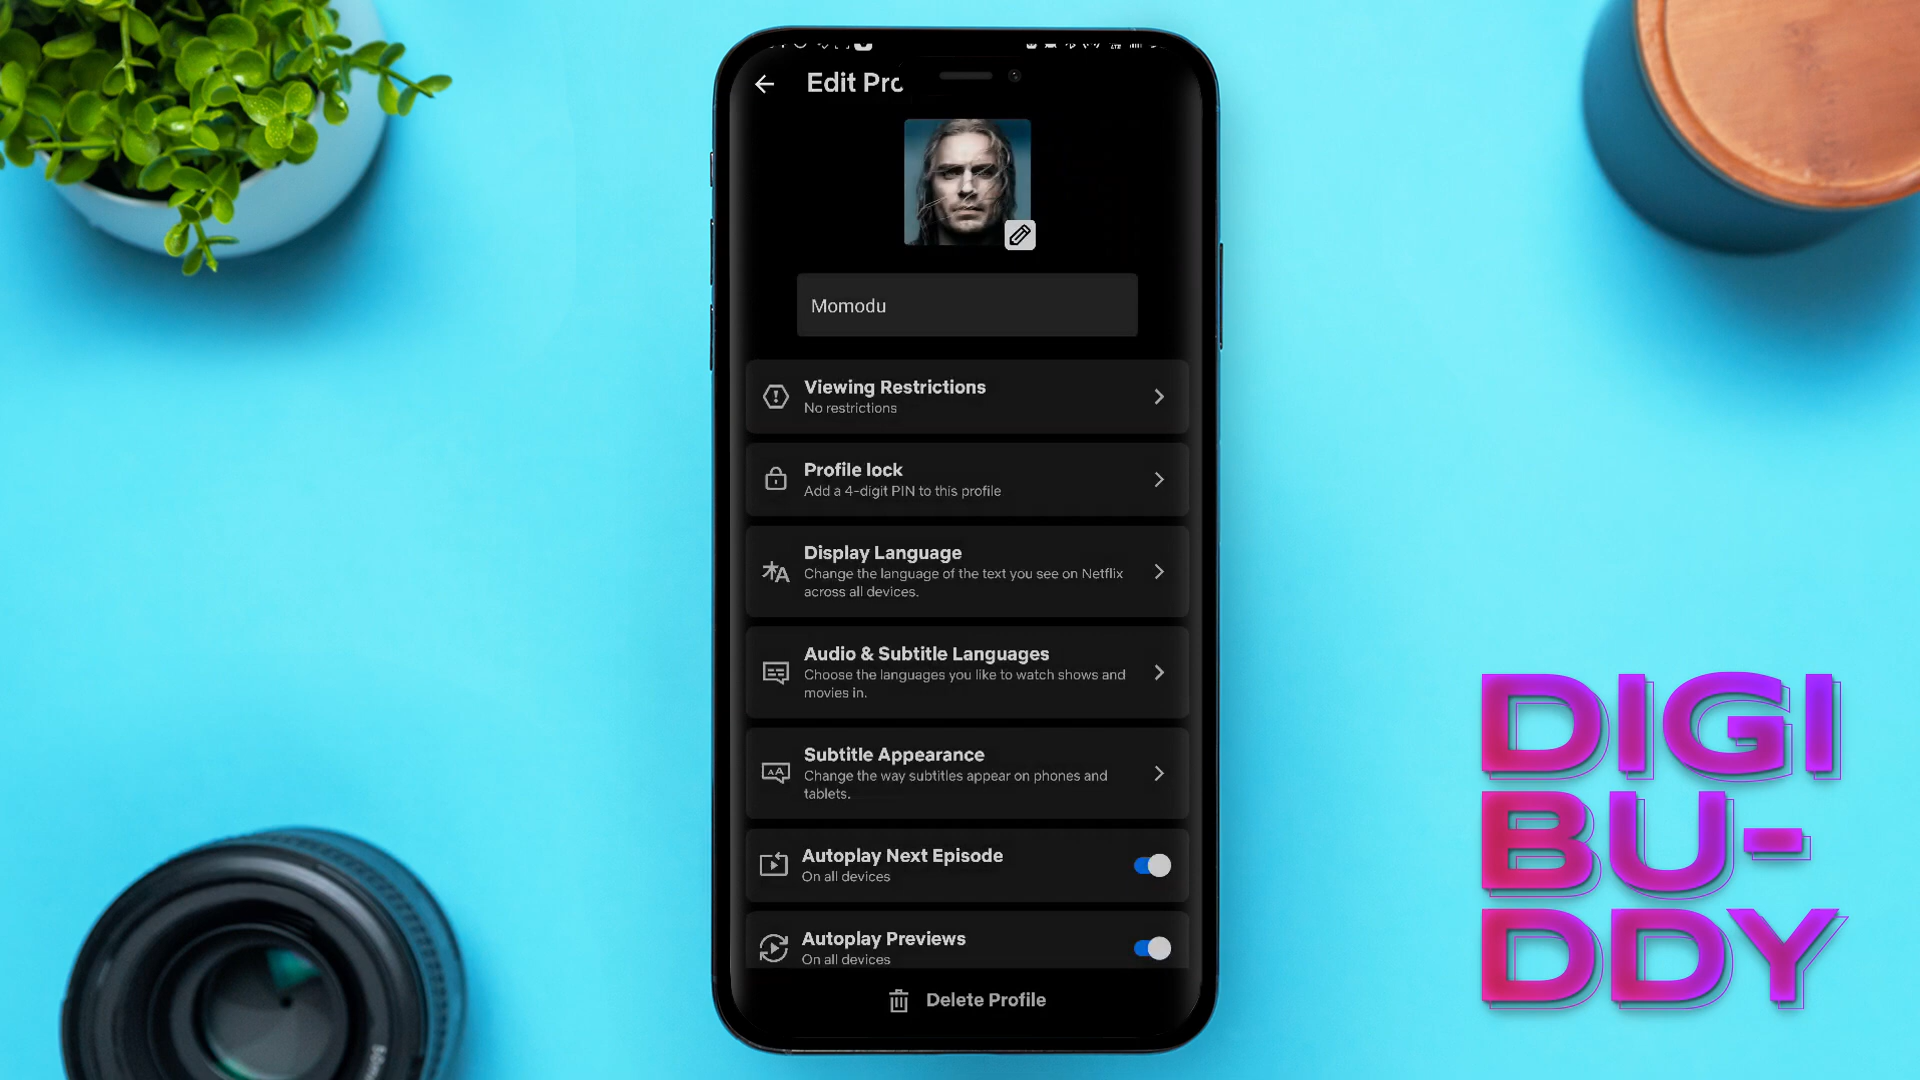 Edit Pro
Momodu
Viewing Restrictions
No restrictions
Profile lock
Add a 4-digit PIN to this profile
Display Language
Change the language of the text you see on Netflix
across all devices.
Audio & Subtitle Languages
Choose the languages you like to watch shows and
movies in.
Subtitle Appearance
Change the way subtitles appear on phones and
tablets.
Autoplay Next Episode
On all devices
Autoplay Previews
On all devices
Delete Profile
DIGI
BU-
DDY